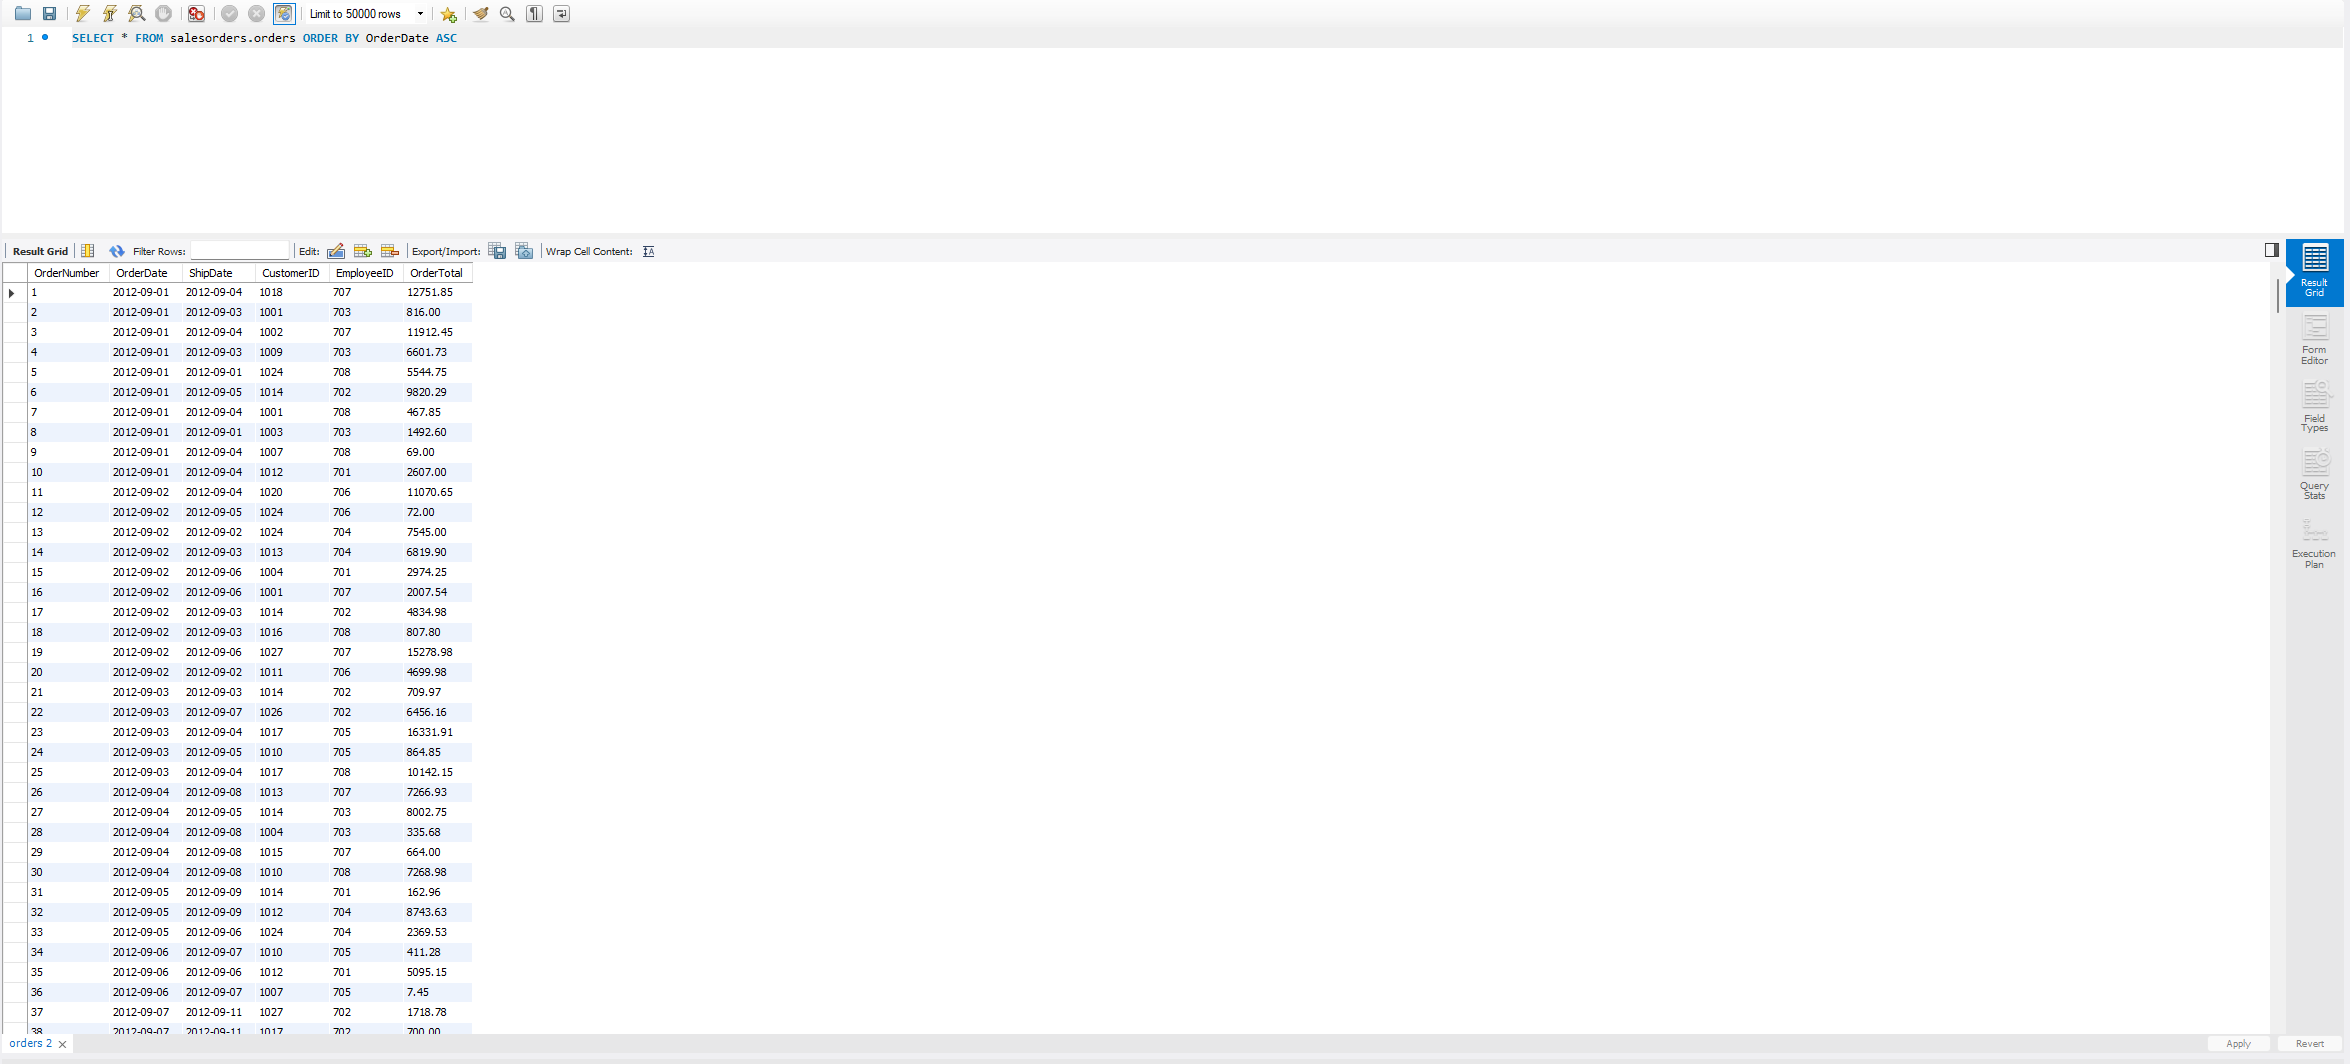 Limit to 50000 rows
1 SELECT * FROM salesorders.orders ORDER BY OrderDate ASC
Result Grid Filter Rows: Edit: Export/Import: Wrap Cell Content:
OrderNumber OrderDate ShipDate CustomerID EmployeeID OrderTotal
1 2012-09-01 2012-09-04 1018 707 12751.85
2 2012-09-01 2012-09-03 1001 703 816.00
3 2012-09-01 2012-09-04 1002 707 11912.45
4 2012-09-01 2012-09-03 1009 703 6601.73
5 2012-09-01 2012-09-01 1024 708 5544.75
6 2012-09-01 2012-09-05 1014 702 9820.29
7 2012-09-01 2012-09-04 1001 708 467.85
8 2012-09-01 2012-09-01 1003 703 1492.60
9 2012-09-01 2012-09-04 1007 708 69.00
10 2012-09-01 2012-09-04 1012 701 2607.00
11 2012-09-02 2012-09-04 1020 706 11070.65
12 2012-09-02 2012-09-05 1024 706 72.00
13 2012-09-02 2012-09-02 1024 704 7545.00
14 2012-09-02 2012-09-03 1013 704 6819.90
15 2012-09-02 2012-09-06 1004 701 2974.25
16 2012-09-02 2012-09-06 1001 707 2007.54
17 2012-09-02 2012-09-03 1014 702 4834.98
18 2012-09-02 2012-09-03 1016 708 807.80
19 2012-09-02 2012-09-06 1027 707 15278.98
20 2012-09-02 2012-09-02 1011 706 4699.98
21 2012-09-03 2012-09-03 1014 702 709.97
22 2012-09-03 2012-09-07 1026 702 6456.16
23 2012-09-03 2012-09-04 1017 705 16331.91
24 2012-09-03 2012-09-05 1010 705 864.85
25 2012-09-03 2012-09-04 1017 708 10142.15
26 2012-09-04 2012-09-08 1013 707 7266.93
27 2012-09-04 2012-09-05 1014 703 8002.75
28 2012-09-04 2012-09-08 1004 703 335.68
29 2012-09-04 2012-09-08 1015 707 664.00
30 2012-09-04 2012-09-08 1010 708 7268.98
31 2012-09-05 2012-09-09 1014 701 162.96
32 2012-09-05 2012-09-09 1012 704 8743.63
33 2012-09-05 2012-09-06 1024 704 2369.53
34 2012-09-06 2012-09-07 1010 705 411.28
35 2012-09-06 2012-09-06 1012 701 5095.15
36 2012-09-06 2012-09-07 1007 705 7.45
37 2012-09-07 2012-09-11 1027 702 1718.78
38 2012-09-07 2012-09-11 1017 702 700.00
Result
Grid
Form
Editor
Field
Types
Query
Stats
Execution
Plan
orders 2
Apply Revert